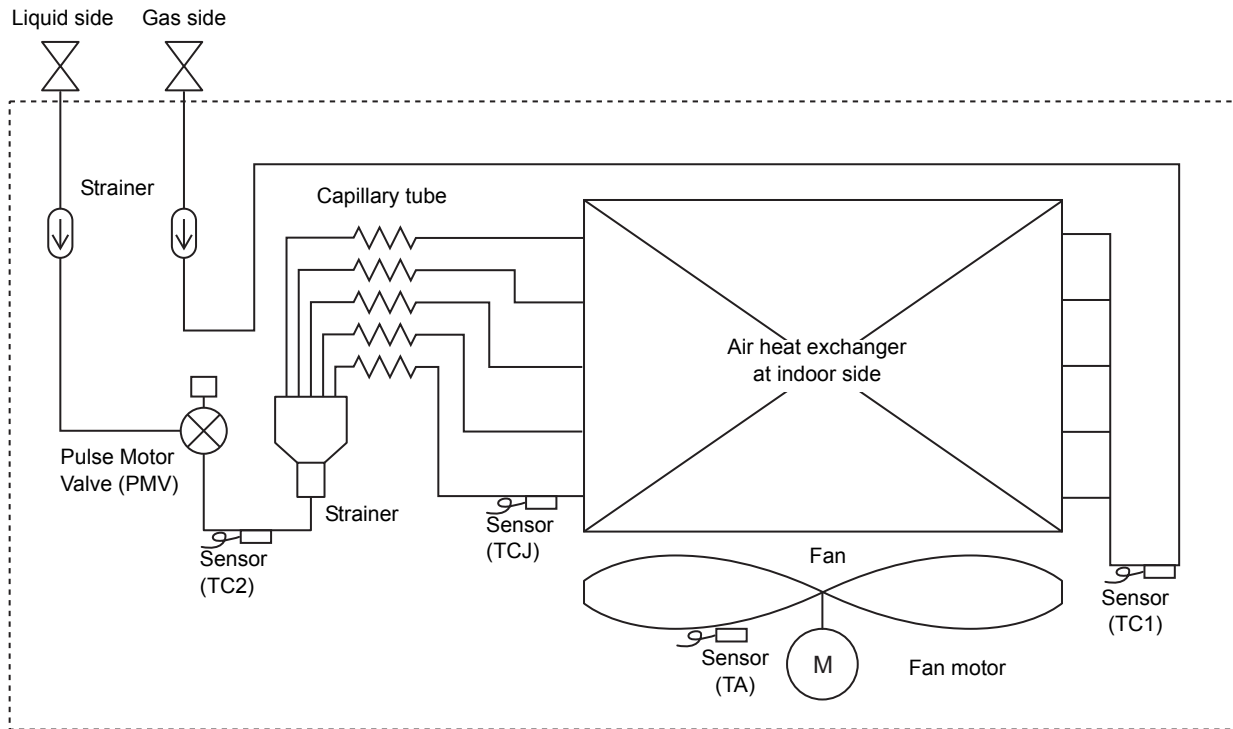 Liquid side
Gas side
Strainer
Capillary tube
Air heat exchanger
at indoor side
Pulse Motor
Valve (PMV)
Strainer
Sensor
(TCJ)
Sensor
(TC2)
Fan
Sensor
(TC1)
Sensor
(TA)
M
Fan motor